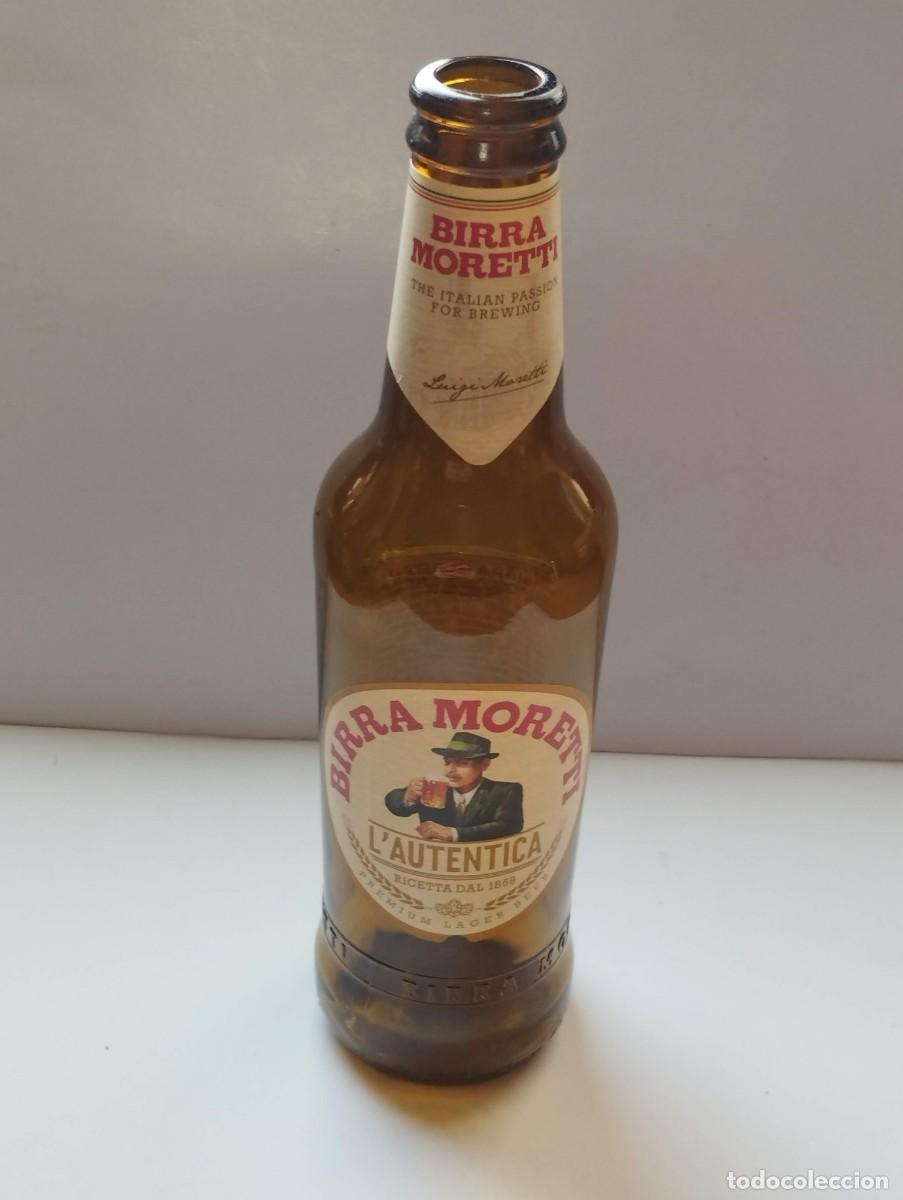 BIRRA
MORETTI
THE ITALIAN PASSION
FOR BREWING
Luigi Moretti
BIRRA MORETTI
L'AUTENTICA
RICETTA DAL 1859
PREMIUM LAGER BEER
BIRRA
todocoleccion